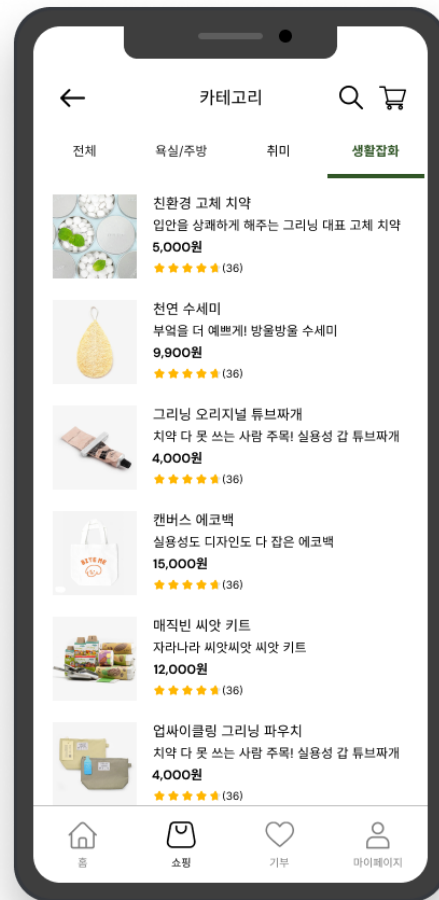 카테고리
전체 욕실/주방 취미 생활잡화
친환경 고체 치약
입안을 상쾌하게 해주는 그리닝 대표 고체 치약
5,000원
(36)
천연 수세미
부엌을 더 예쁘게! 방울방울 수세미
9,900원
(36)
그리닝 오리지널 튜브짜개
치약 다 못 쓰는 사람 주목! 실용성 갑 튜브짜개
4,000원
(36)
캔버스 에코백
BITE ME
실용성도 디자인도 다 잡은 에코백
15,000원
(36)
매직빈 씨앗 키트
자라나라 씨앗씨앗 씨앗 키트
12,000원
(36)
업싸이클링 그리닝 파우치
치약 다 못 쓰는 사람 주목! 실용성 갑 튜브짜개
4,000원
(36)
홈 쇼핑 기부 마이페이지